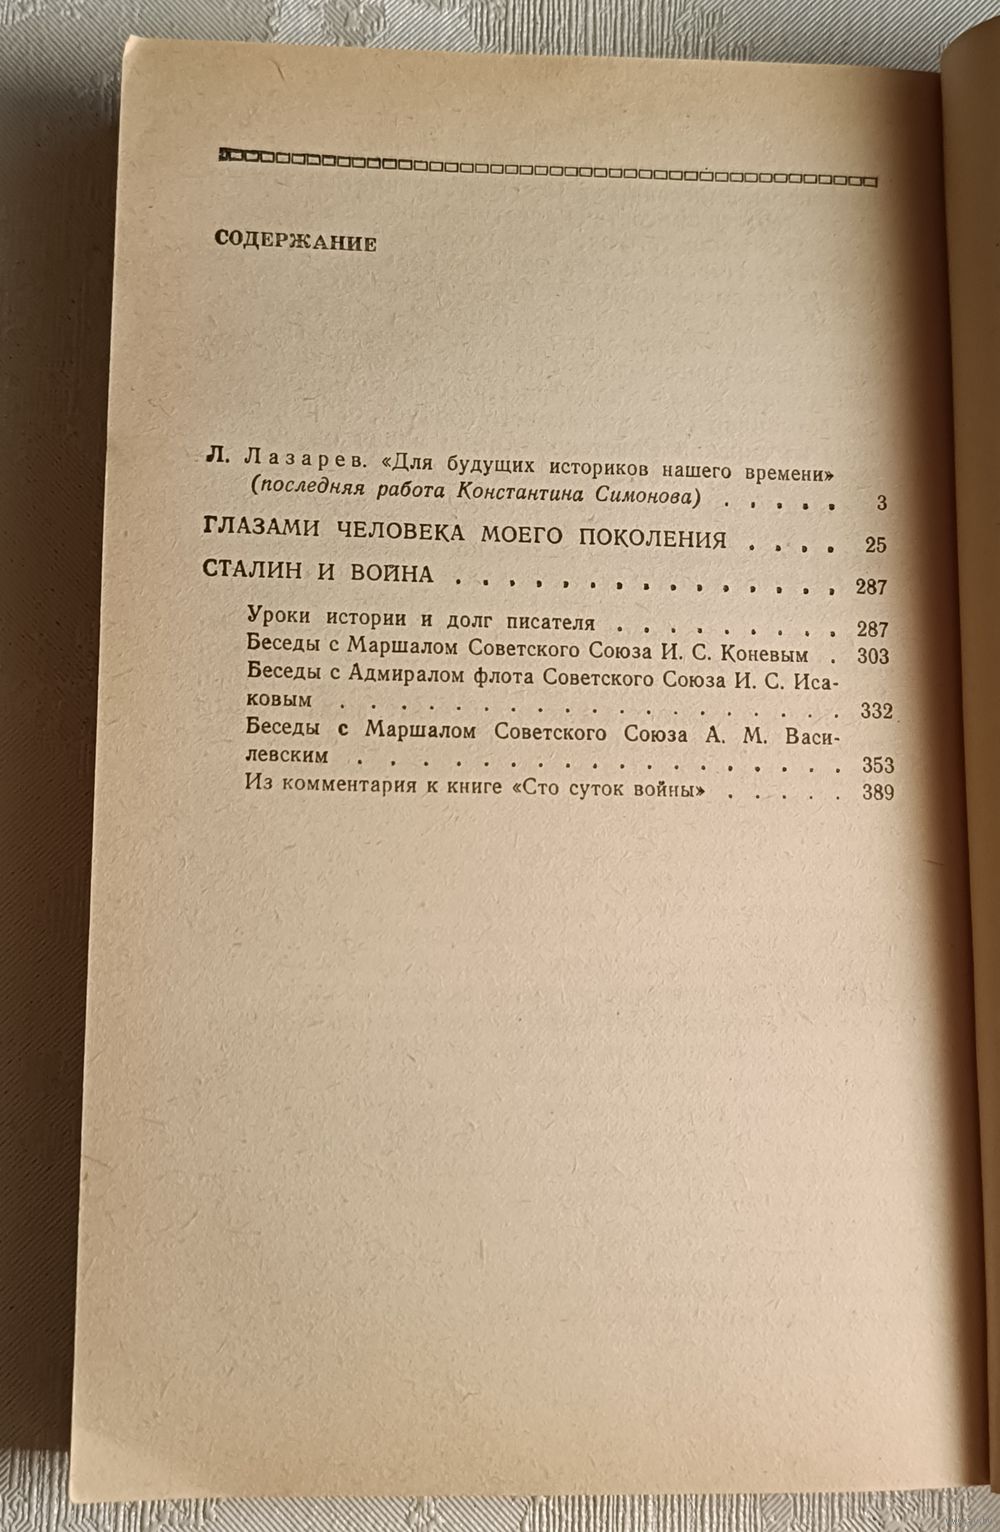 СОДЕРЖАНИЕ
Л. Лазарев. «Для будущих историков нашего времени»
(последняя работа Константина Симонова) . . . . . 3
ГЛАЗАМИ ЧЕЛОВЕКА МОЕГО ПОКОЛЕНИЯ . . . . 25
СТАЛИН И ВОЙНА . . . . . . . . . . . . . . . 287
Уроки истории и долг писателя . . . . . . . . . 287
Беседы с Маршалом Советского Союза И. С. Коневым . 303
Беседы с Адмиралом флота Советского Союза И. С. Иса-
ковым . . . . . . . . . . . . . . . . . . 332
Беседы с Маршалом Советского Союза А. М. Васи-
левским . . . . . . . . . . . . . . . . . 353
Из комментария к книге «Сто суток войны» . . . . . 389